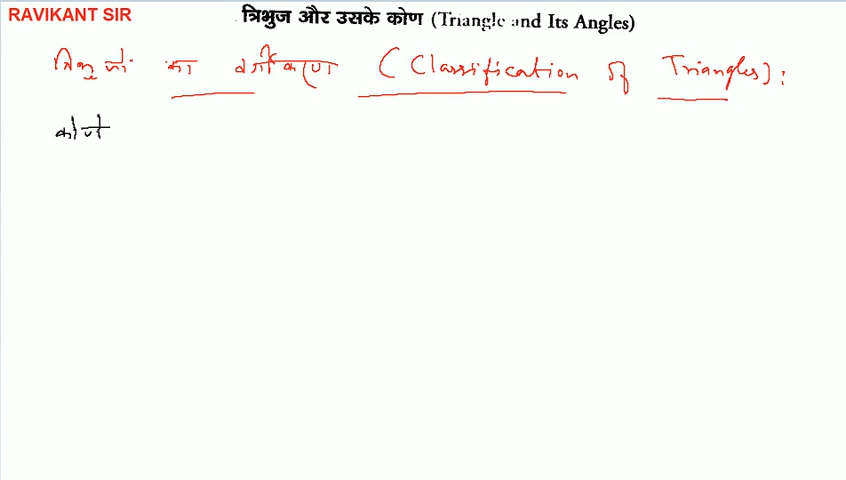 RAVIKANT SIR
त्रिभुज और उसके कोण (Triangle and Its Angles)
त्रिभुजों का वर्गीकरण (Classification of Triangles) :
कोणो